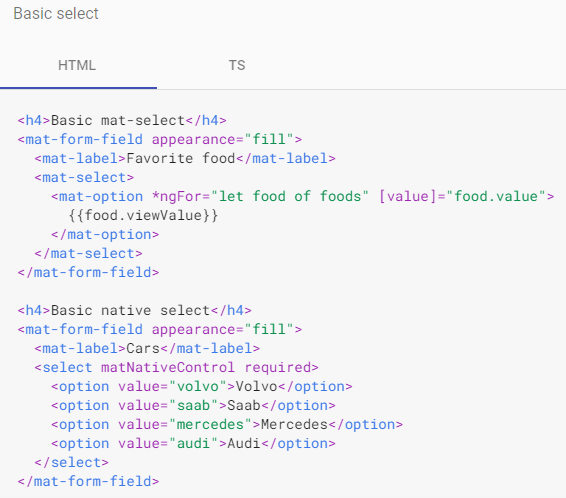 Basic select
HTML TS
<h4>Basic mat-select</h4>
<mat-form-field appearance="fill">
  <mat-label>Favorite food</mat-label>
  <mat-select>
    <mat-option *ngFor="let food of foods" [value]="food.value">
      {{food.viewValue}}
    </mat-option>
  </mat-select>
</mat-form-field>

<h4>Basic native select</h4>
<mat-form-field appearance="fill">
  <mat-label>Cars</mat-label>
  <select matNativeControl required>
    <option value="volvo">Volvo</option>
    <option value="saab">Saab</option>
    <option value="mercedes">Mercedes</option>
    <option value="audi">Audi</option>
  </select>
</mat-form-field>